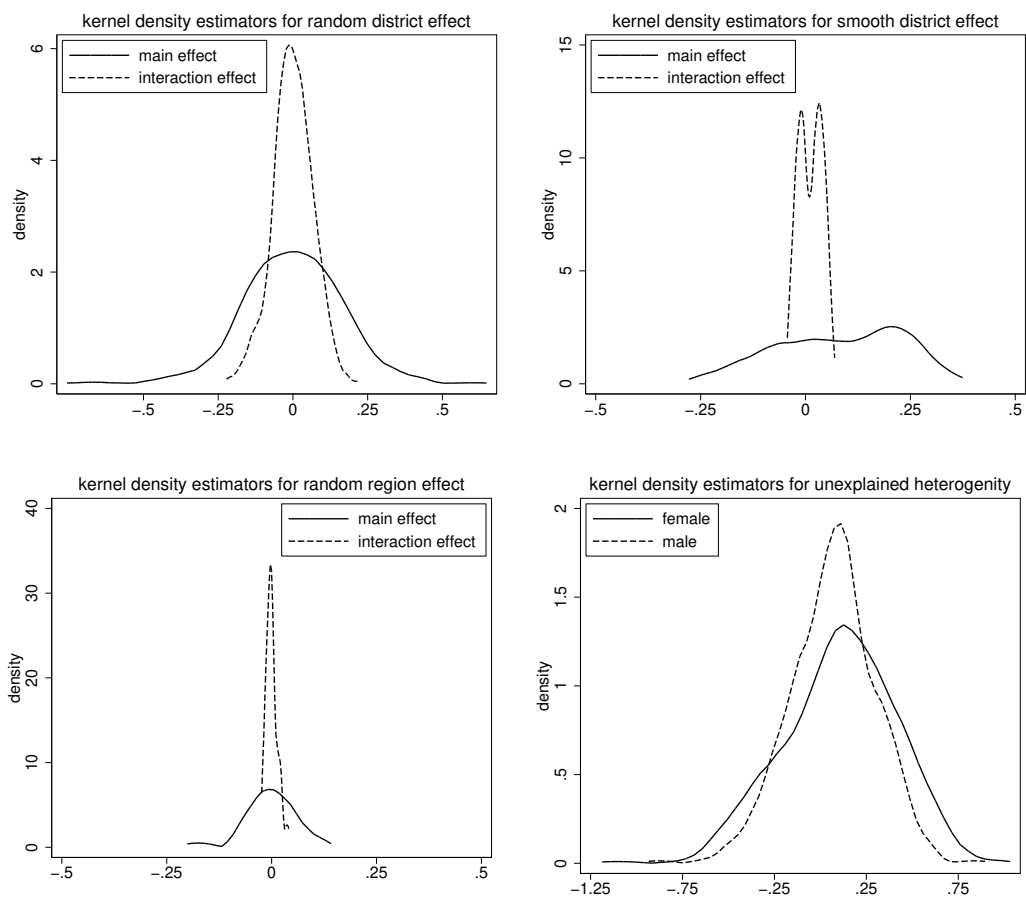 kernel density estimators for random district effect
main effect
interaction effect
density
6
4
2
0
−.5
−.25
0
.25
.5
kernel density estimators for smooth district effect
main effect
interaction effect
density
15
10
5
0
−.5
−.25
0
.25
.5
kernel density estimators for random region effect
main effect
interaction effect
density
40
30
20
10
0
−.5
−.25
0
.25
.5
kernel density estimators for unexplained heterogenity
female
male
density
2
1.5
1
.5
0
−1.25
−.75
−.25
.25
.75